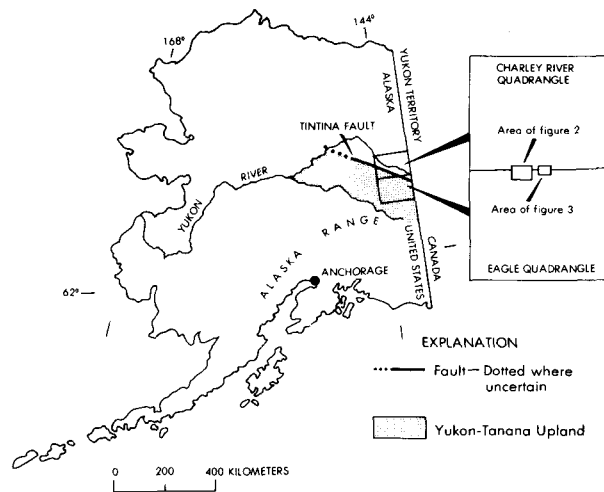 168°
144°
YUKON TERRITORY
ALASKA
CHARLEY RIVER
QUADRANGLE
Area of figure 2
TINTINA FAULT
YUKON
RIVER
Area of figure 3
ALASKA RANGE
UNITED STATES
CANADA
EAGLE QUADRANGLE
ANCHORAGE
62°
EXPLANATION
Fault—Dotted where
uncertain
Yukon-Tanana Upland
0 200 400 KILOMETERS